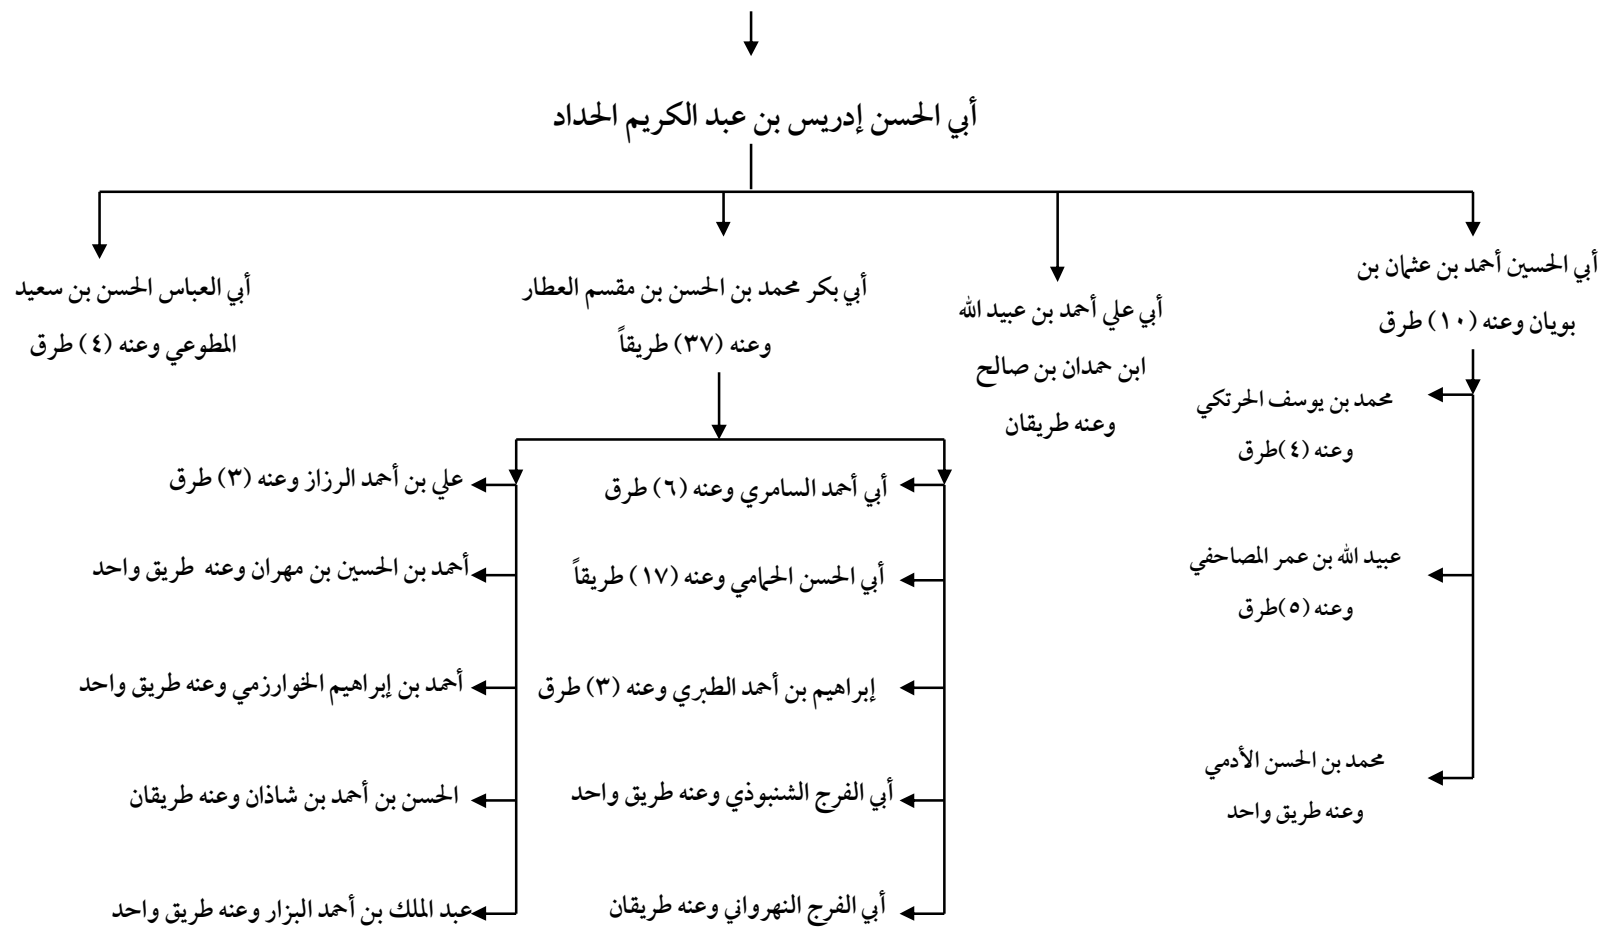 أبي الحسن إدريس بن عبد الكريم الحداد
أبي الحسين أحمد بن عثمان بن
بويان وعنه (١٠) طرق
محمد بن يوسف الحرتكي
وعنه (٤)طرق
عبيد الله بن عمر المصاحفي
وعنه (٥)طرق
محمد بن الحسن الأدمي
وعنه طريق واحد
أبي علي أحمد بن عبيد الله
ابن حمدان بن صالح
وعنه طريقان
أبي بكر محمد بن الحسن بن مقسم العطار
وعنه (٣٧) طريقاً
أبي أحمد السامري وعنه (٦) طرق
أبي الحسن الحمامي وعنه (١٧) طريقاً
إبراهيم بن أحمد الطبري وعنه (٣) طرق
أبي الفرج الشنبوذي وعنه طريق واحد
أبي الفرج النهرواني وعنه طريقان
علي بن أحمد الرزاز وعنه (٣) طرق
أحمد بن الحسين بن مهران وعنه طريق واحد
أحمد بن إبراهيم الخوارزمي وعنه طريق واحد
الحسن بن أحمد بن شاذان وعنه طريقان
عبد الملك بن أحمد البزار وعنه طريق واحد
أبي العباس الحسن بن سعيد
المطوعي وعنه (٤) طرق